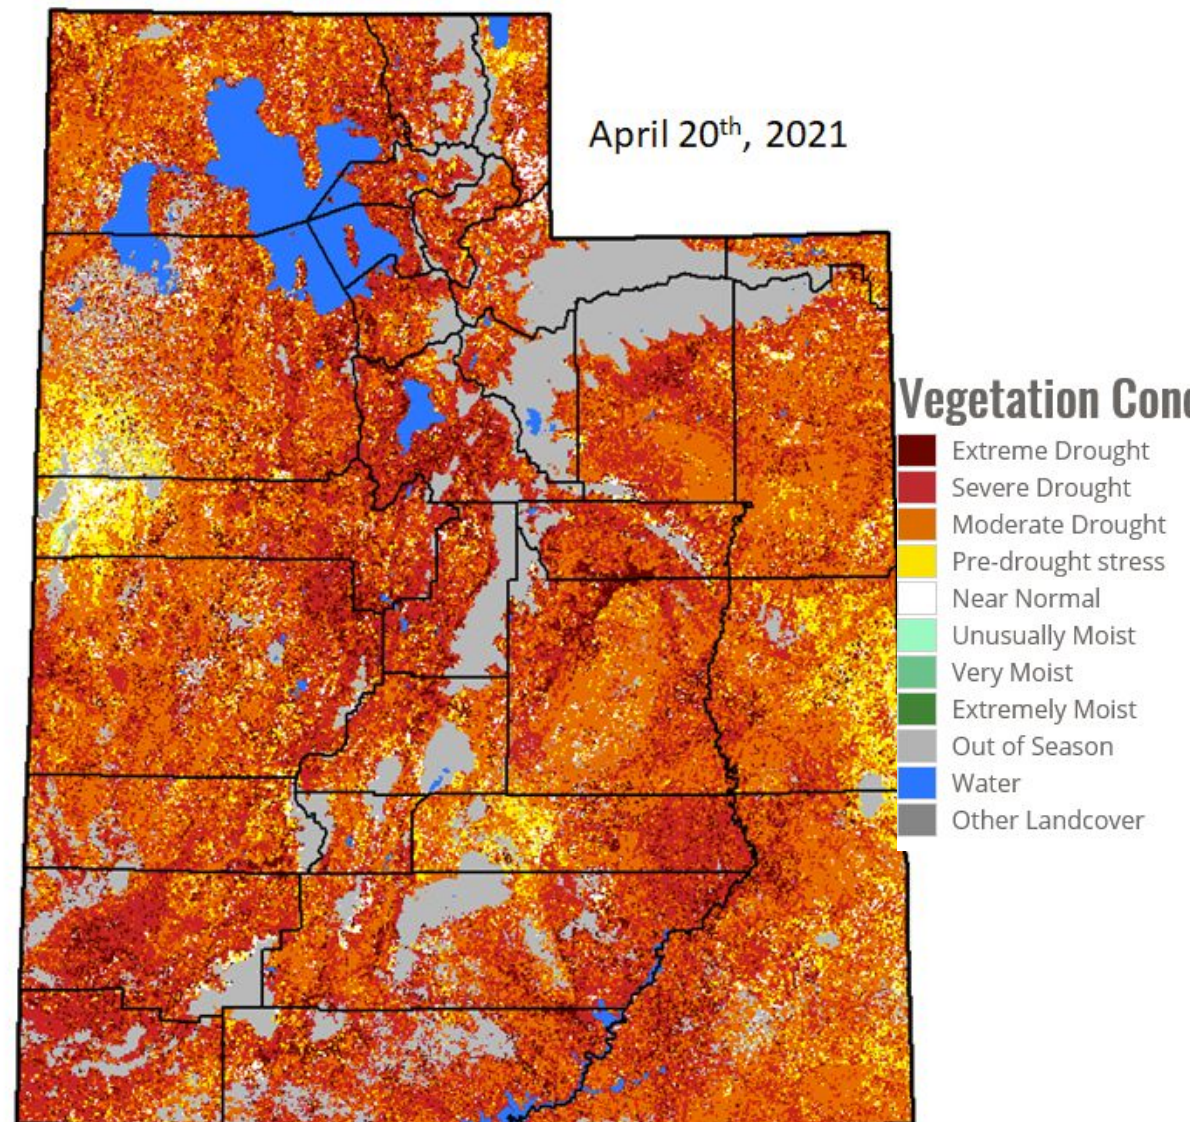 April 20th, 2021
Vegetation Cond
Extreme Drought
Severe Drought
Moderate Drought
Pre-drought stress
Near Normal
Unusually Moist
Very Moist
Extremely Moist
Out of Season
Water
Other Landcover